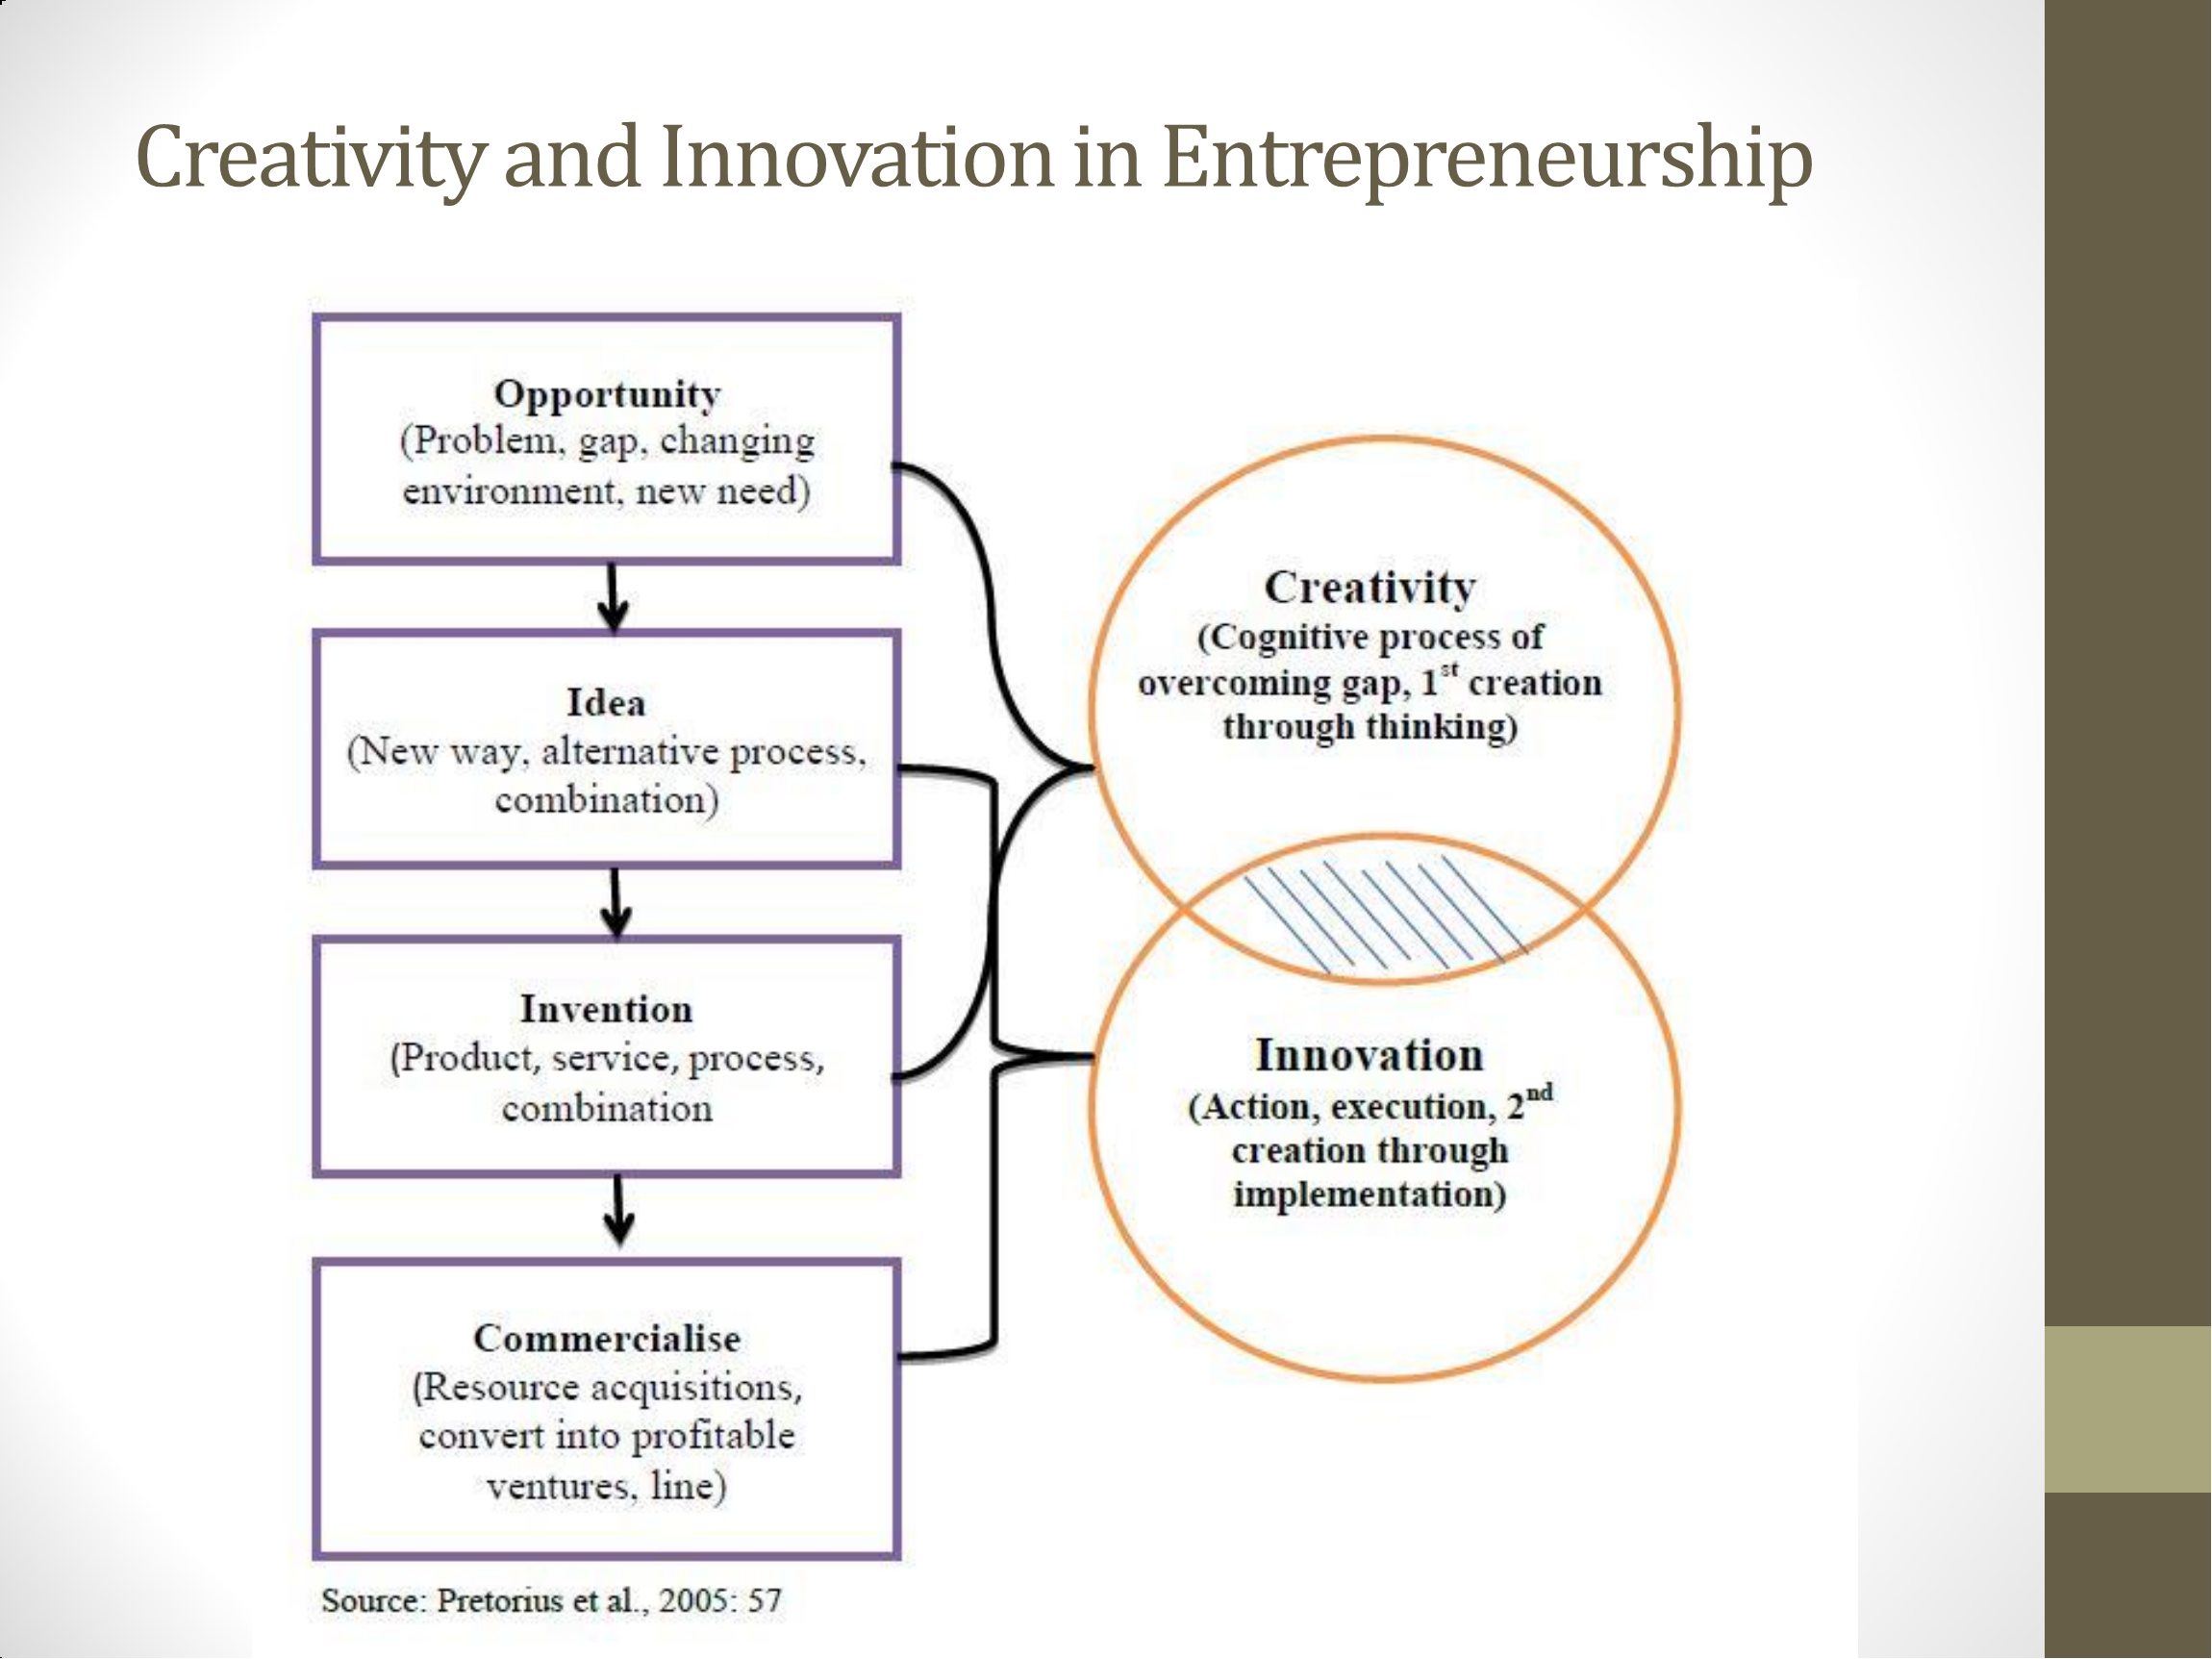 Creativity and Innovation in Entrepreneurship
Opportunity
(Problem, gap, changing
environment, new need)
Idea
(New way, alternative process,
combination)
Invention
(Product, service, process,
combination
Commercialise
(Resource acquisitions,
convert into profitable
ventures, line)
Creativity
(Cognitive process of
overcoming gap, 1st creation
through thinking)
Innovation
(Action, execution, 2nd
creation through
implementation)
Source: Pretorius et al., 2005: 57